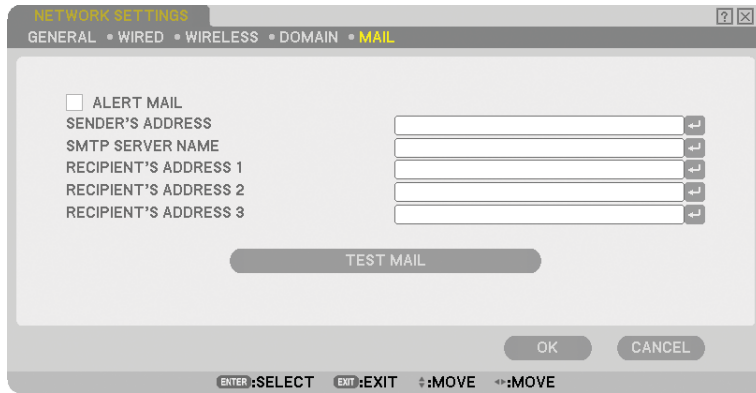 NETWORK SETTINGS
GENERAL • WIRED • WIRELESS • DOMAIN • MAIL
ALERT MAIL
SENDER'S ADDRESS
SMTP SERVER NAME
RECIPIENT'S ADDRESS 1
RECIPIENT'S ADDRESS 2
RECIPIENT'S ADDRESS 3
TEST MAIL
OK CANCEL
ENTER:SELECT EXIT:EXIT :MOVE :MOVE